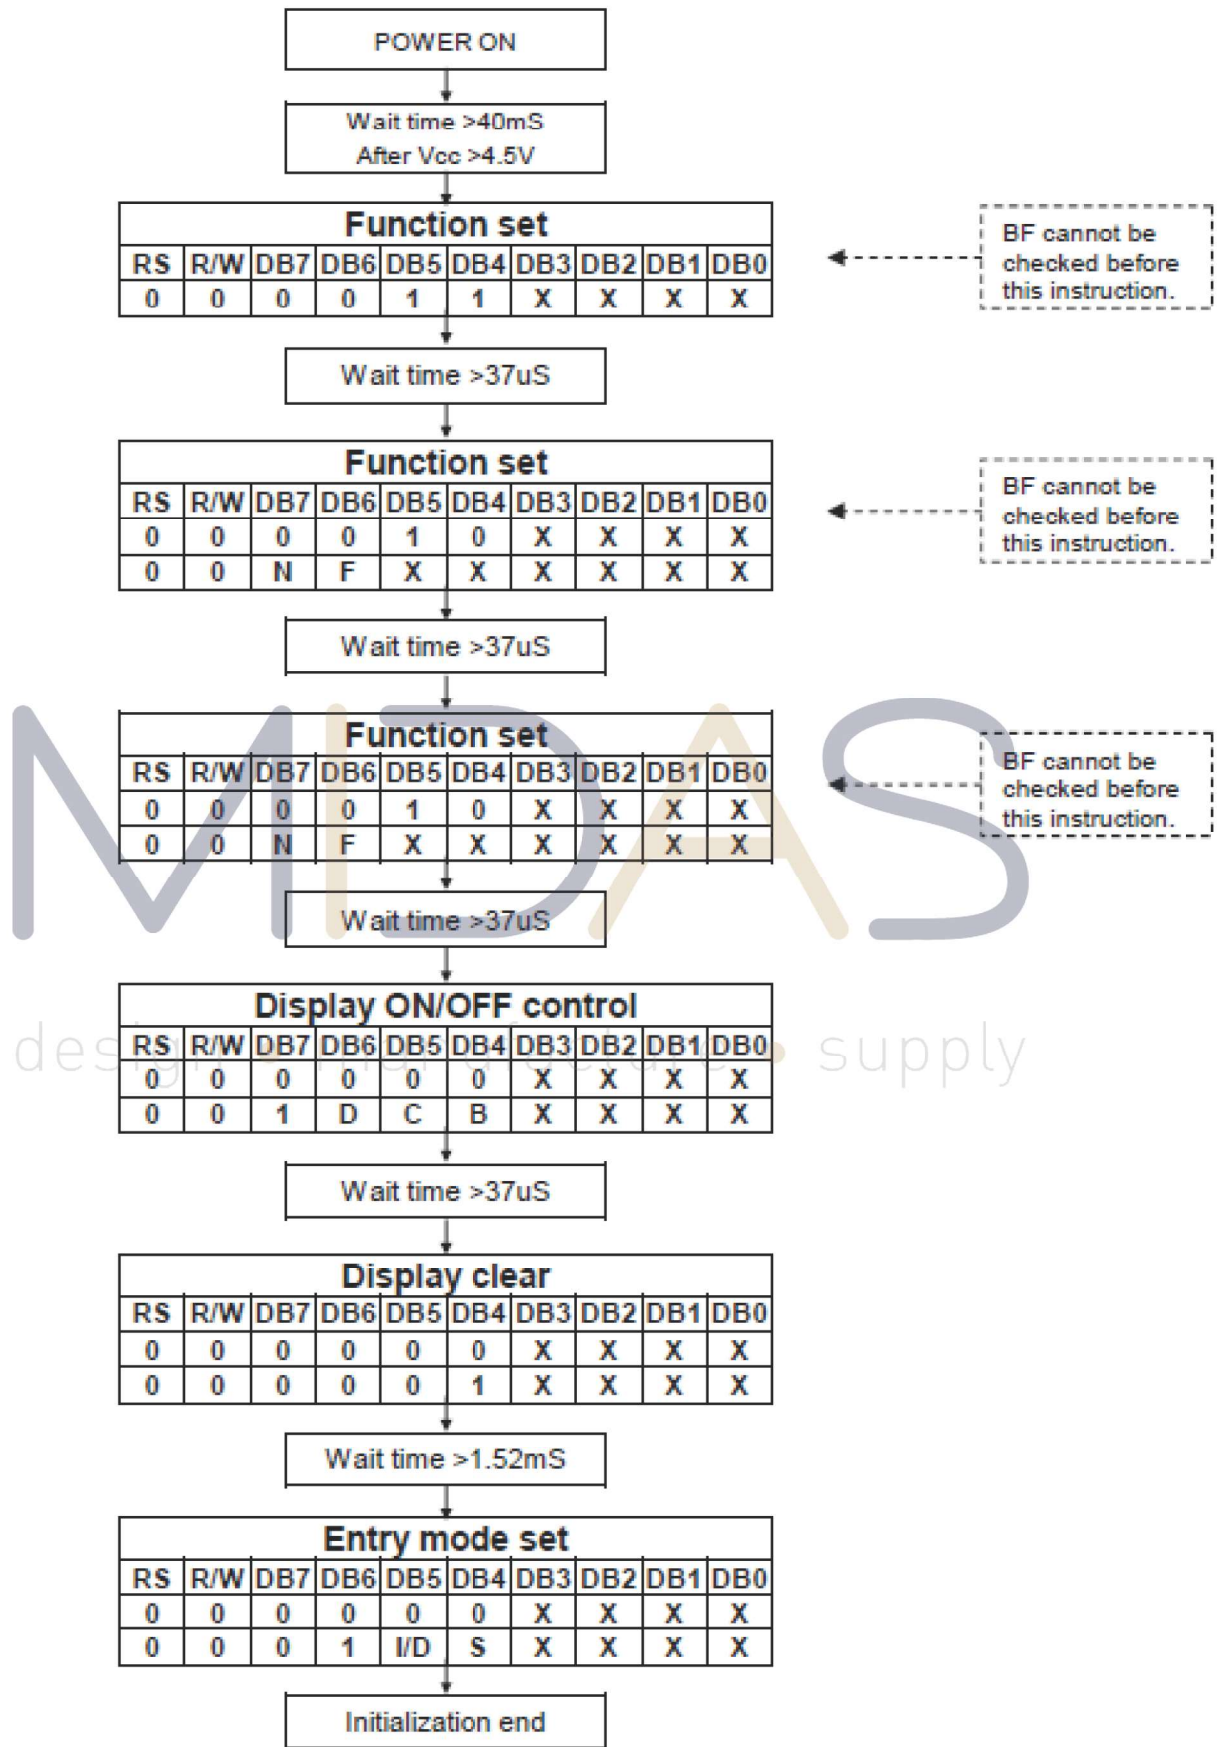 POWER ON
Wait time >40mS
After Vcc >4.5V
Function set
RS R/W DB7 DB6 DB5 DB4 DB3 DB2 DB1 DB0
0 0 0 0 1 1 X X X X
BF cannot be
checked before
this instruction.
Wait time >37uS
Function set
RS R/W DB7 DB6 DB5 DB4 DB3 DB2 DB1 DB0
0 0 0 0 1 0 X X X X
0 0 N F X X X X X X
BF cannot be
checked before
this instruction.
Wait time >37uS
Function set
RS R/W DB7 DB6 DB5 DB4 DB3 DB2 DB1 DB0
0 0 0 0 1 0 X X X X
0 0 N F X X X X X X
BF cannot be
checked before
this instruction.
MIDAS
Wait time >37uS
Display ON/OFF control
RS R/W DB7 DB6 DB5 DB4 DB3 DB2 DB1 DB0
design • manufacture • supply
0 0 0 0 0 0 X X X X
0 0 1 D C B X X X X
Wait time >37uS
Display clear
RS R/W DB7 DB6 DB5 DB4 DB3 DB2 DB1 DB0
0 0 0 0 0 0 X X X X
0 0 0 0 0 1 X X X X
Wait time >1.52mS
Entry mode set
RS R/W DB7 DB6 DB5 DB4 DB3 DB2 DB1 DB0
0 0 0 0 0 0 X X X X
0 0 0 1 I/D S X X X X
Initialization end